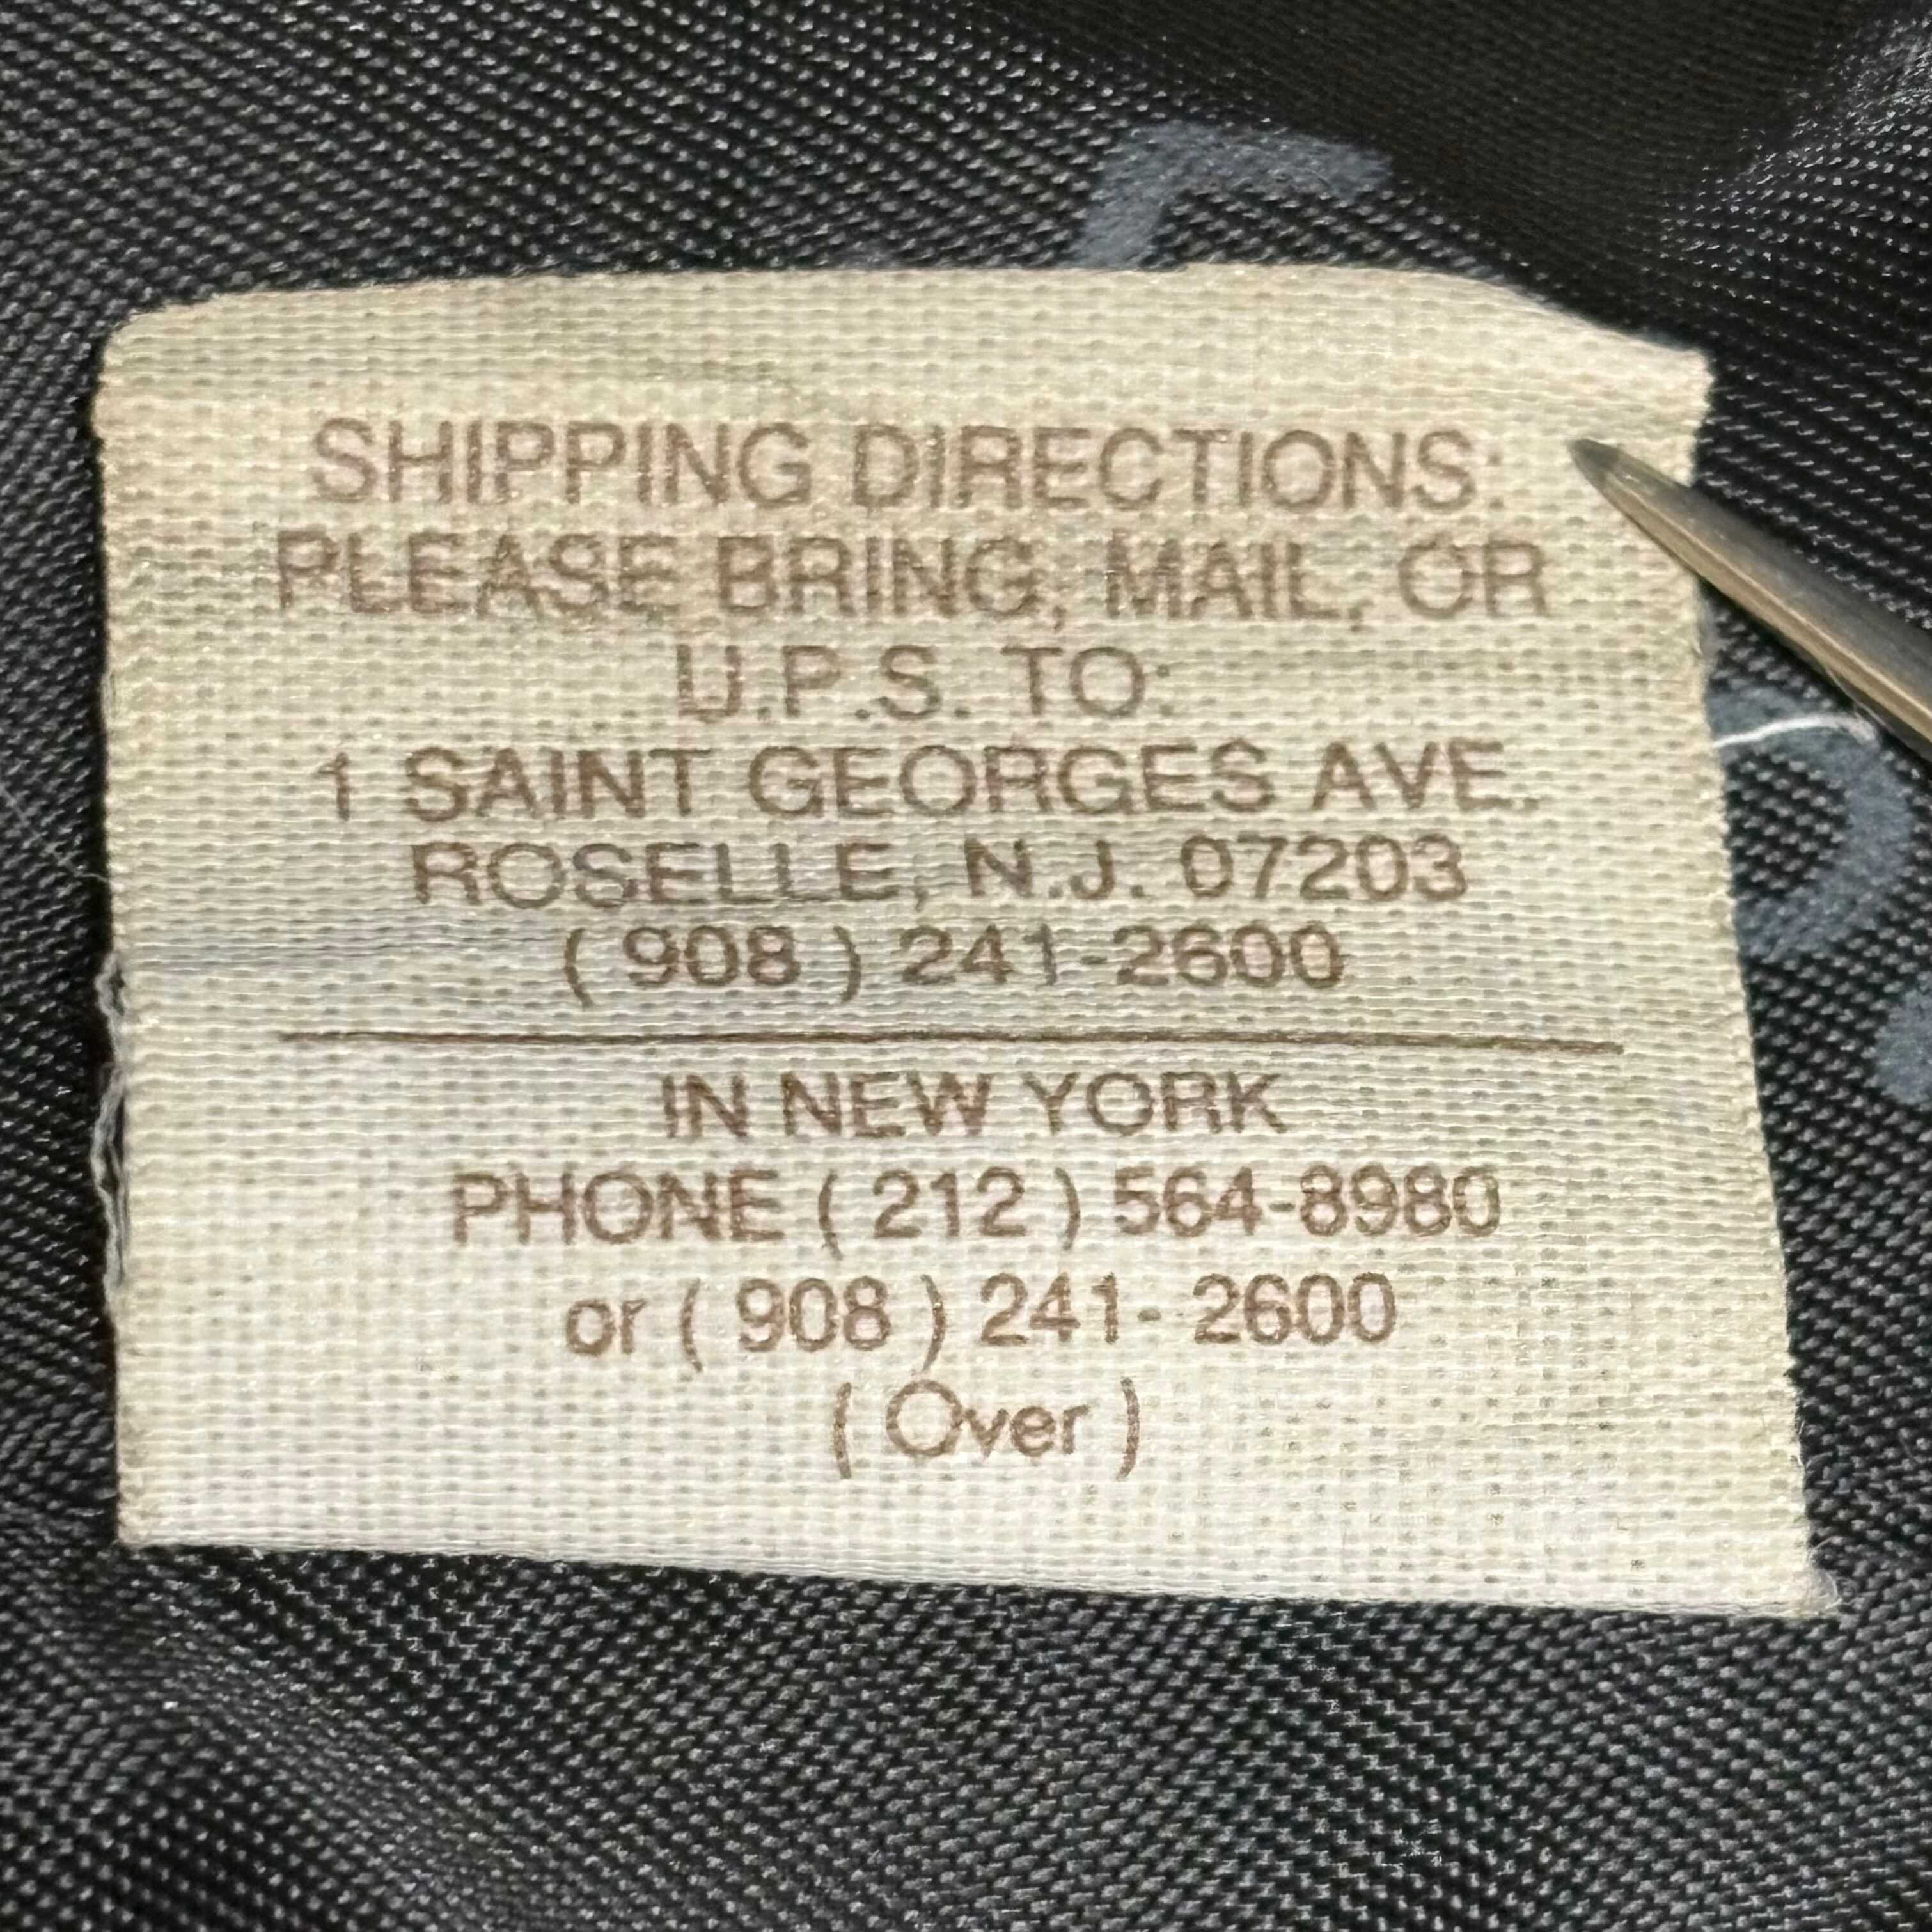 SHIPPING DIRECTIONS:
PLEASE BRING, MAIL, OR
U.P.S. TO:
1 SAINT GEORGES AVE.
ROSELLE, N.J. 07203
( 908 ) 241-2600
IN NEW YORK
PHONE ( 212 ) 564-8980
or ( 908 ) 241- 2600
( Over )